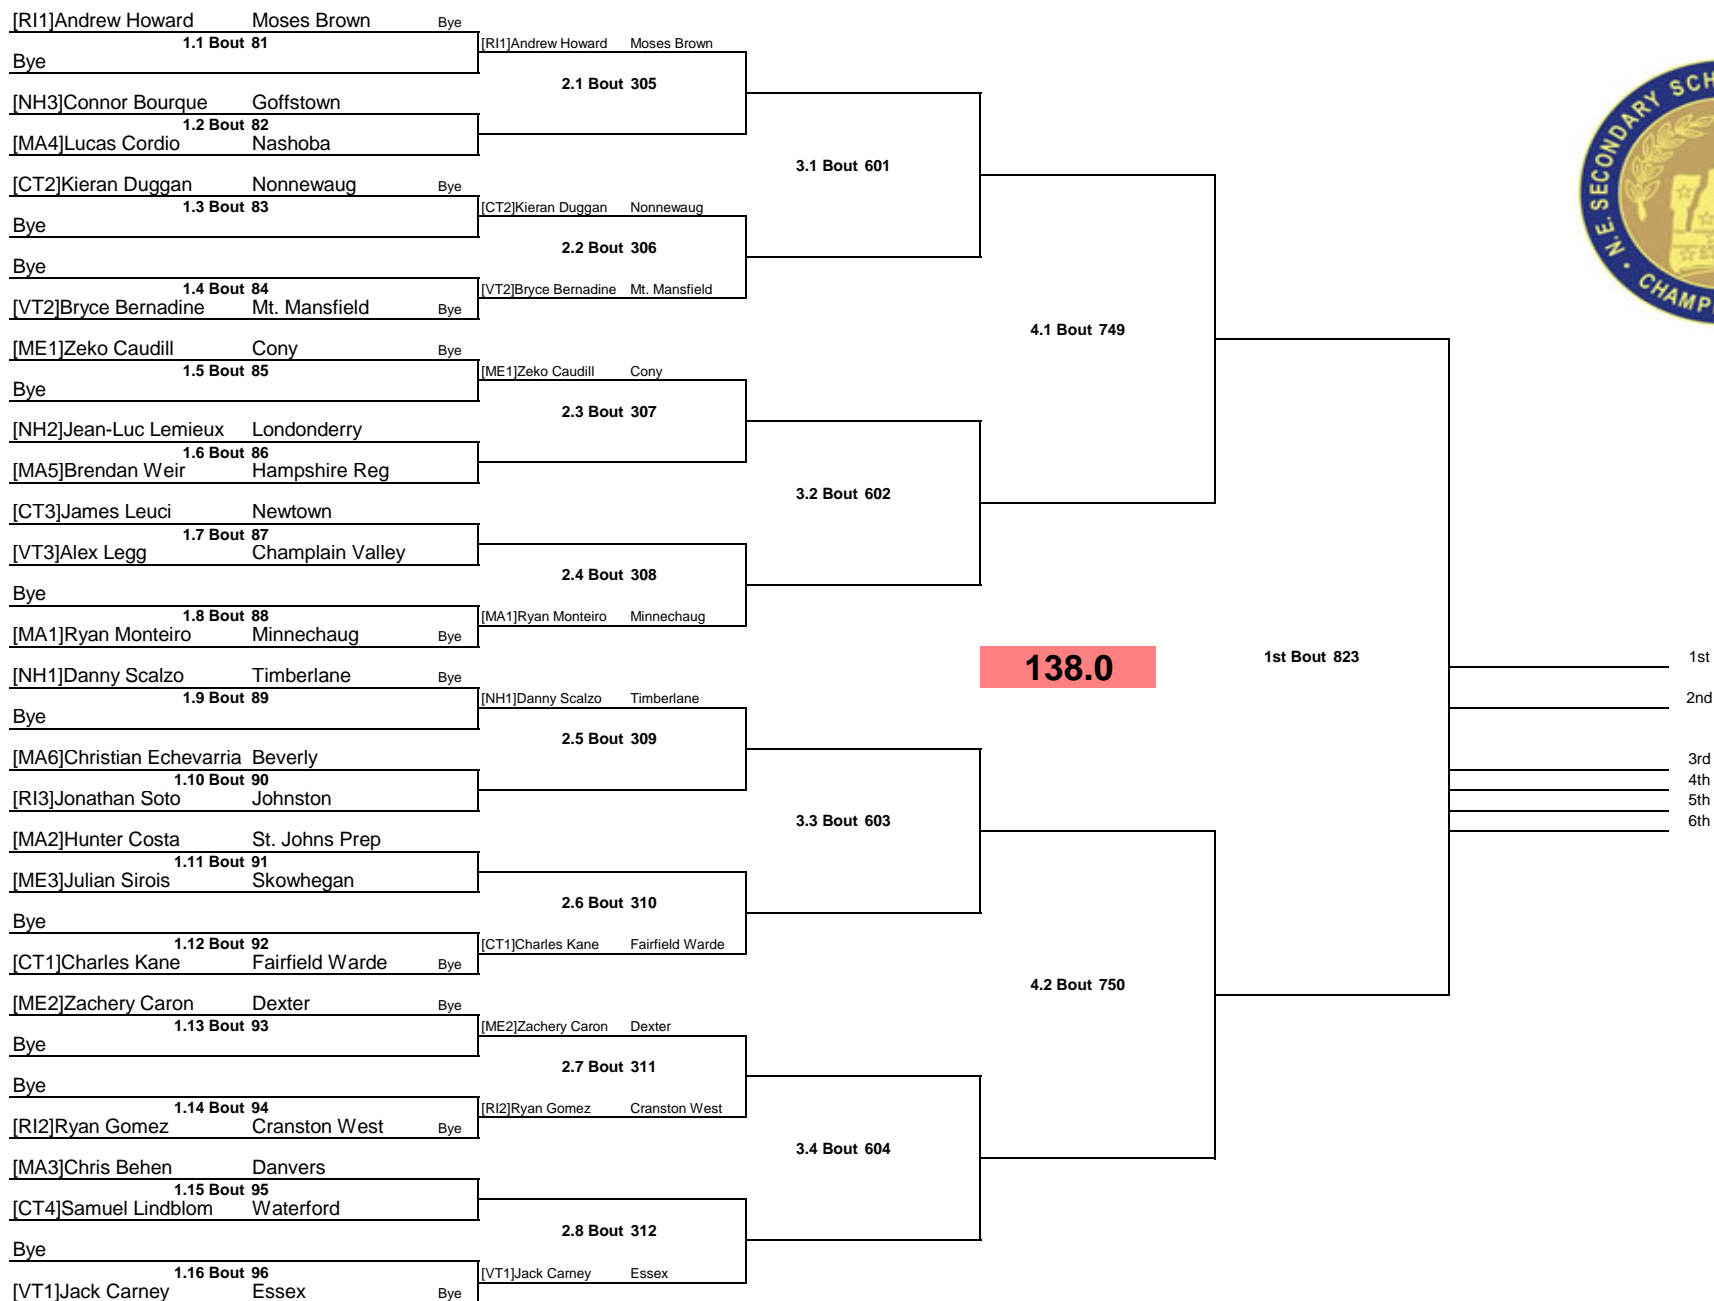 [RI1]Andrew Howard Moses Brown Bye
1.1 Bout 81
Bye
[NH3]Connor Bourque Goffstown
1.2 Bout 82
[MA4]Lucas Cordio Nashoba
[CT2]Kieran Duggan Nonnewaug Bye
1.3 Bout 83
Bye
Bye
1.4 Bout 84
[VT2]Bryce Bernadine Mt. Mansfield Bye
[ME1]Zeko Caudill Cony Bye
1.5 Bout 85
Bye
[NH2]Jean-Luc Lemieux Londonderry
1.6 Bout 86
[MA5]Brendan Weir Hampshire Reg
[CT3]James Leuci Newtown
1.7 Bout 87
[VT3]Alex Legg Champlain Valley
Bye
1.8 Bout 88
[MA1]Ryan Monteiro Minnechaug Bye
[NH1]Danny Scalzo Timberlane Bye
1.9 Bout 89
Bye
[MA6]Christian Echevarria Beverly
1.10 Bout 90
[RI3]Jonathan Soto Johnston
[MA2]Hunter Costa St. Johns Prep
1.11 Bout 91
[ME3]Julian Sirois Skowhegan
Bye
1.12 Bout 92
[CT1]Charles Kane Fairfield Warde Bye
[ME2]Zachery Caron Dexter Bye
1.13 Bout 93
Bye
Bye
1.14 Bout 94
[RI2]Ryan Gomez Cranston West Bye
[MA3]Chris Behen Danvers
1.15 Bout 95
[CT4]Samuel Lindblom Waterford
Bye
1.16 Bout 96
[VT1]Jack Carney Essex Bye
[RI1]Andrew Howard Moses Brown
2.1 Bout 305
[CT2]Kieran Duggan Nonnewaug
2.2 Bout 306
[VT2]Bryce Bernadine Mt. Mansfield
[ME1]Zeko Caudill Cony
2.3 Bout 307
2.4 Bout 308
[MA1]Ryan Monteiro Minnechaug
[NH1]Danny Scalzo Timberlane
2.5 Bout 309
2.6 Bout 310
[CT1]Charles Kane Fairfield Warde
[ME2]Zachery Caron Dexter
2.7 Bout 311
[RI2]Ryan Gomez Cranston West
2.8 Bout 312
[VT1]Jack Carney Essex
3.1 Bout 601
3.2 Bout 602
3.3 Bout 603
3.4 Bout 604
4.1 Bout 749
138.0
4.2 Bout 750
1st Bout 823
1st
2nd
3rd
4th
5th
6th
N.E. SECONDARY SCH
CHAMP